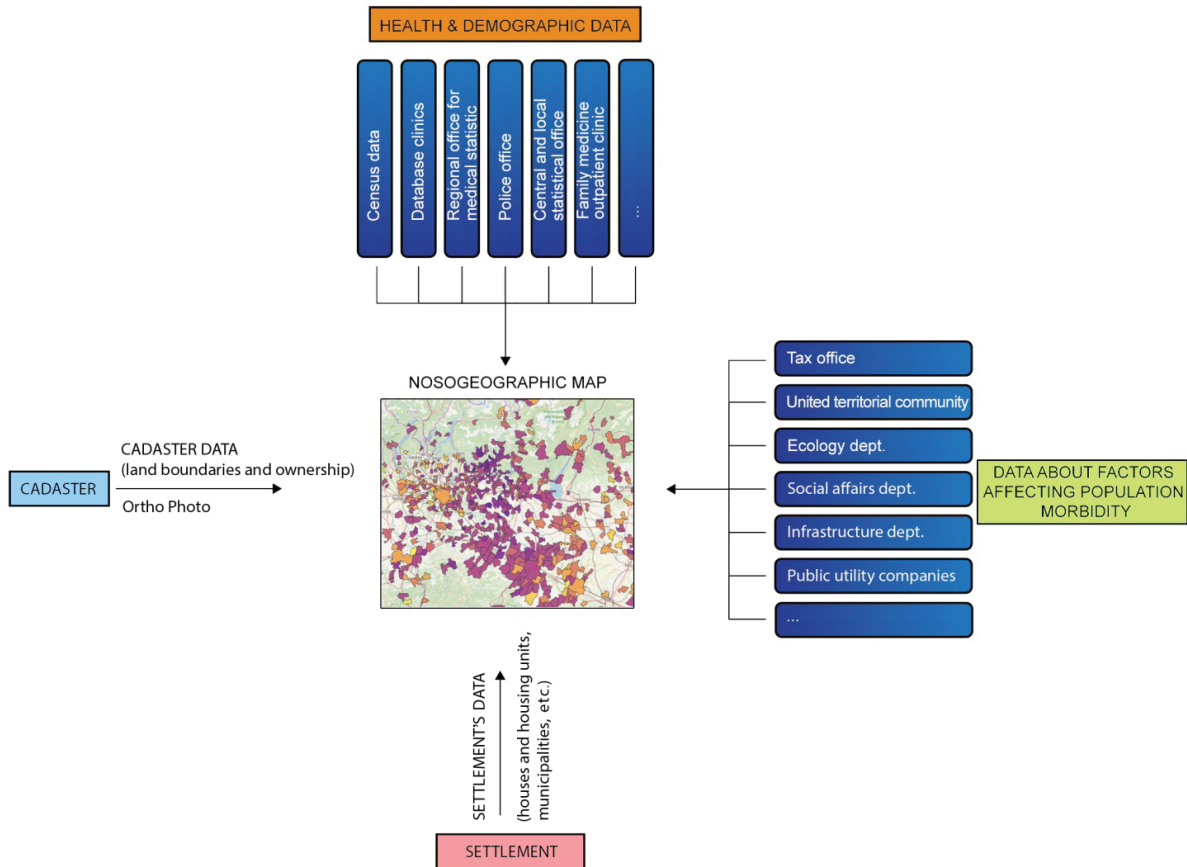 HEALTH & DEMOGRAPHIC DATA
Census data
Database clinics
Regional office for
medical statistic
Police office
Central and local
statistical office
Family medicine
outpatient clinic
...
NOSOGEOGRAPHIC MAP
CADASTER
CADASTER DATA
(land boundaries and ownership)
Ortho Photo
Tax office
United territorial community
Ecology dept.
Social affairs dept.
Infrastructure dept.
Public utility companies
...
DATA ABOUT FACTORS
AFFECTING POPULATION
MORBIDITY
SETTLEMENT'S DATA
(houses and housing units,
municipalities, etc.)
SETTLEMENT